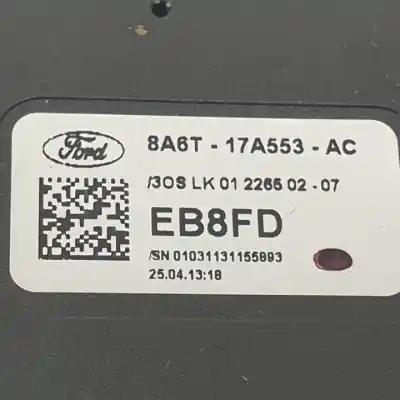 Ford
8A6T - 17A553 - AC
/3OS LK 01 2265 02 - 07
EB8FD
/SN 01031131155893
25.04.13:18